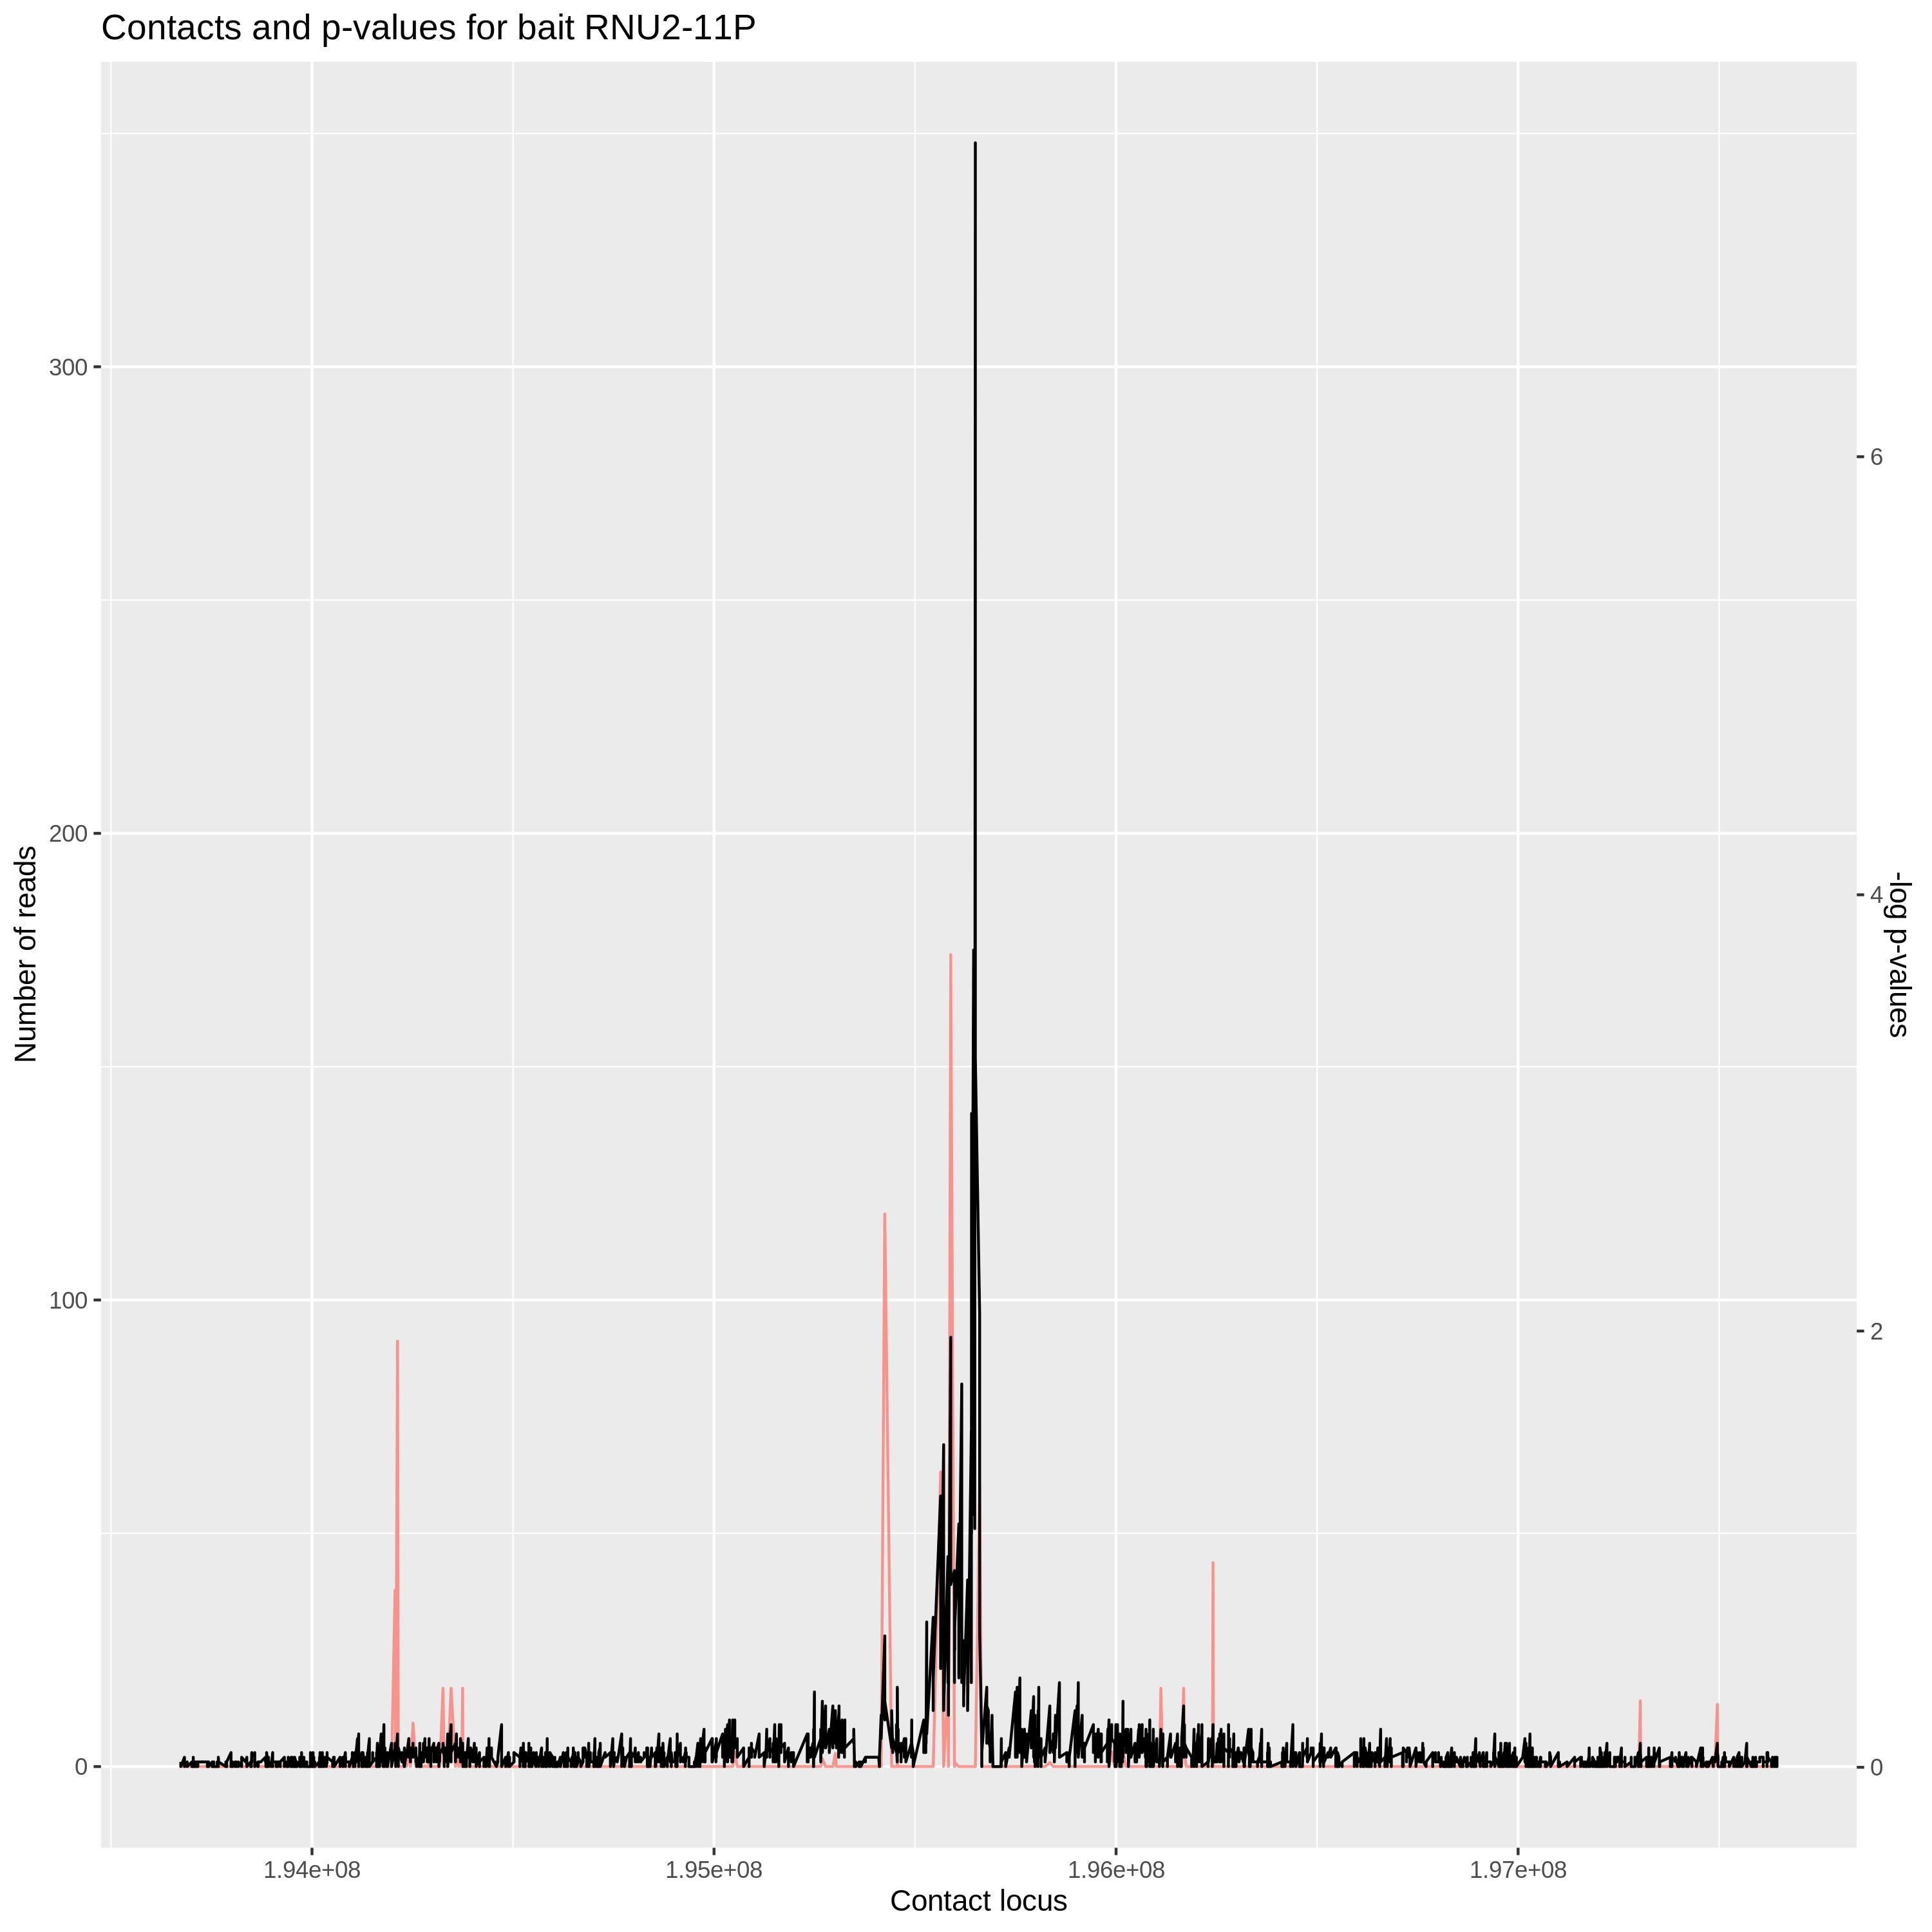 Contacts and p-values for bait RNU2-11P
300
200
100
0
Number of reads
6
4
2
0
-log p-values
1.94e+08
1.95e+08
1.96e+08
1.97e+08
Contact locus